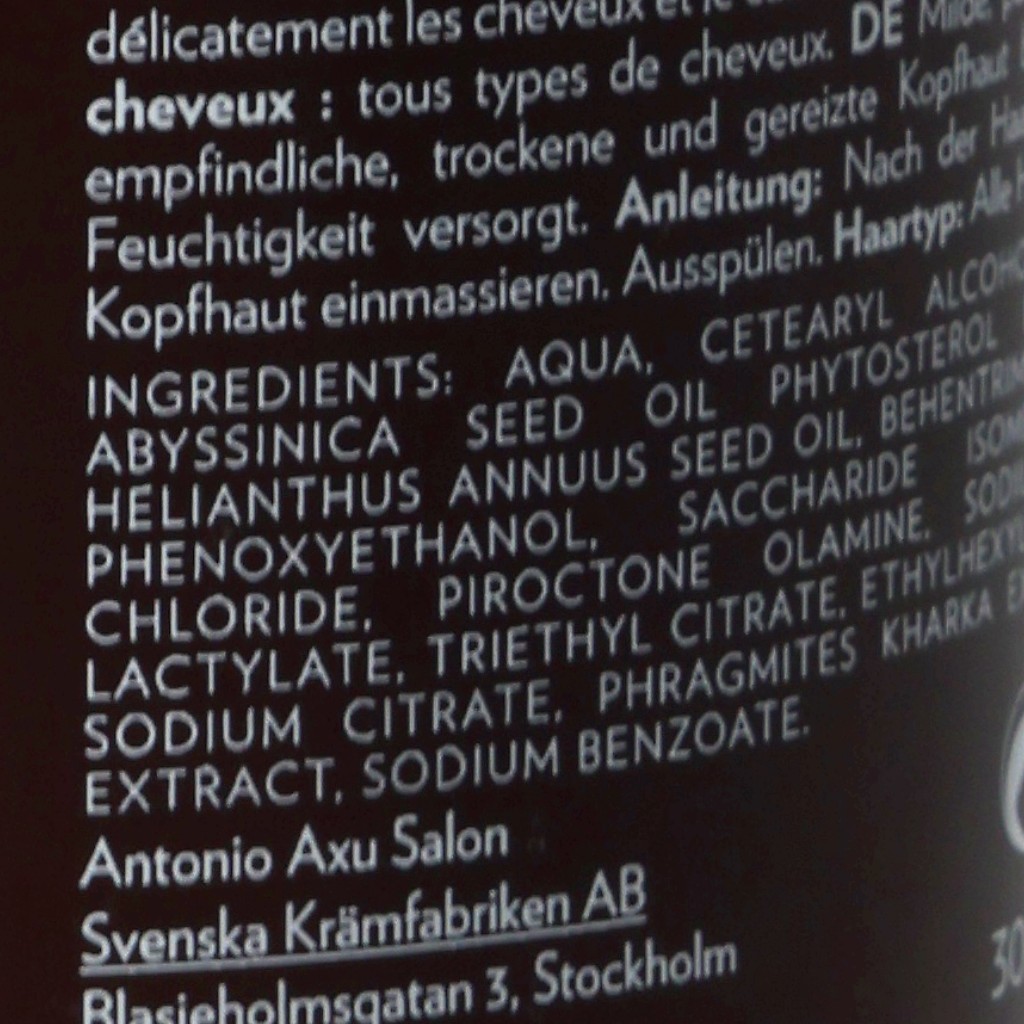 délicatement les cheveux et le
cheveux : tous types de cheveux. DE Milde
empfindliche, trockene und gereizte Kopfhaut
Feuchtigkeit versorgt. Anleitung: Nach der
Kopfhaut einmassieren. Ausspülen. Haartyp: Alle
INGREDIENTS: AQUA, CETEARYL
ABYSSINICA SEED OIL PHYTOSTEROL
HELIANTHUS ANNUUS SEED OIL,
PHENOXYETHANOL, SACCHARIDE
CHLORIDE, PIROCTONE OLAMINE,
LACTYLATE, TRIETHYL CITRATE,
SODIUM CITRATE, PHRAGMITES KHARKA
EXTRACT, SODIUM BENZOATE.
Antonio Axu Salon
Svenska Krämfabriken AB
Blasieholmsgatan 3, Stockholm